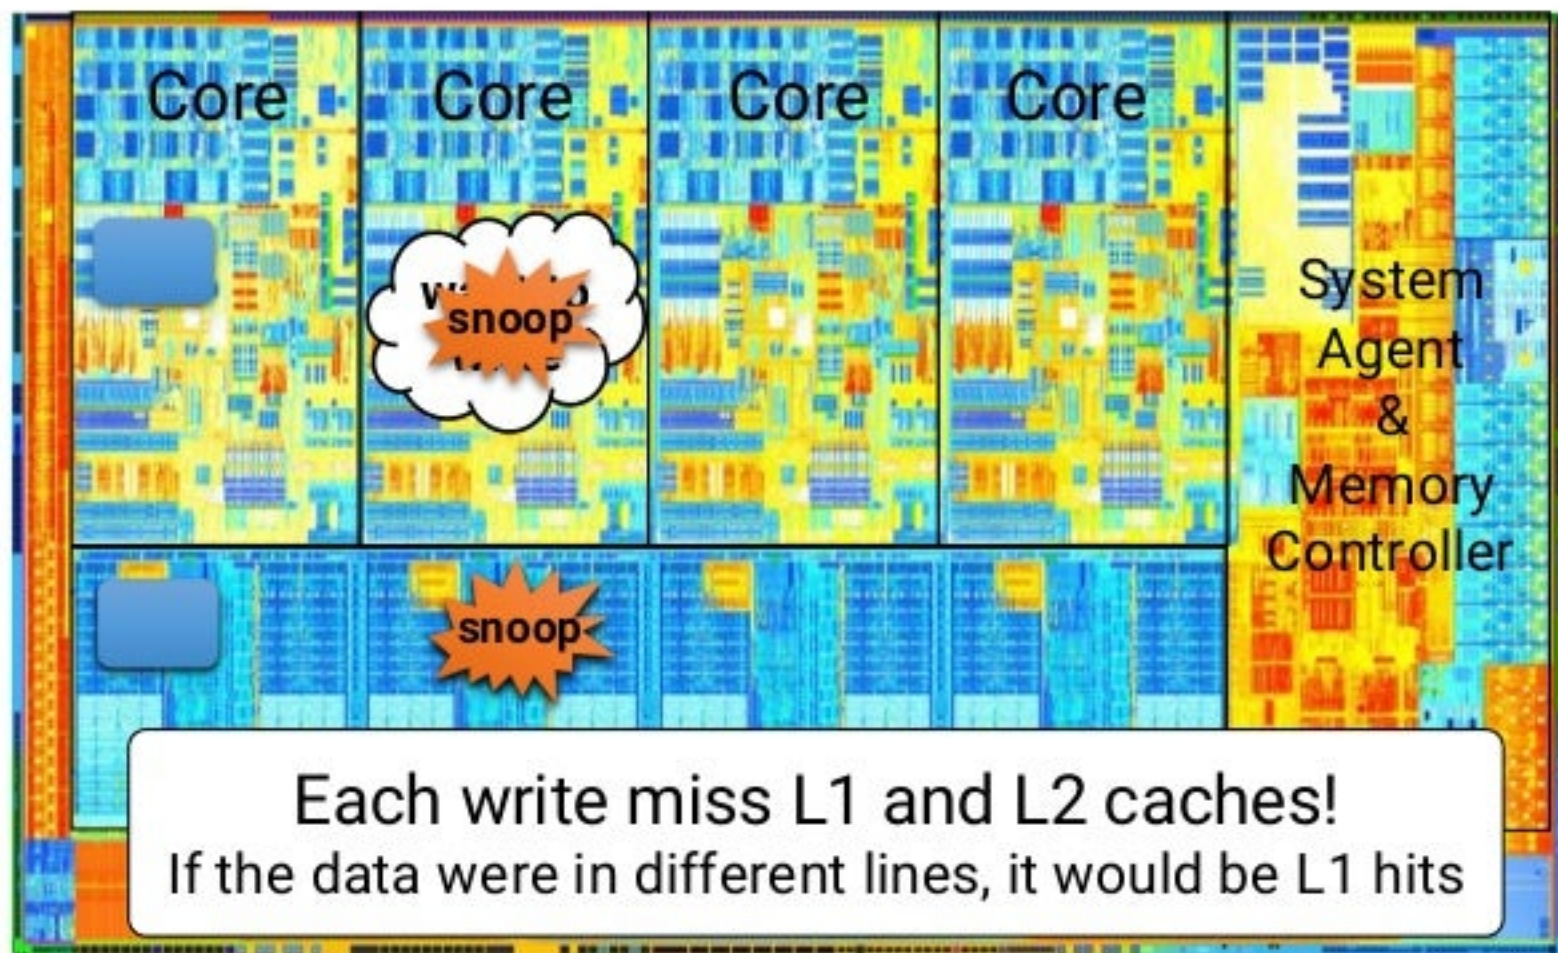 Core
Core
Core
Core
snoop
System
Agent
&
Memory
Controller
snoop
Each write miss L1 and L2 caches!
If the data were in different lines, it would be L1 hits